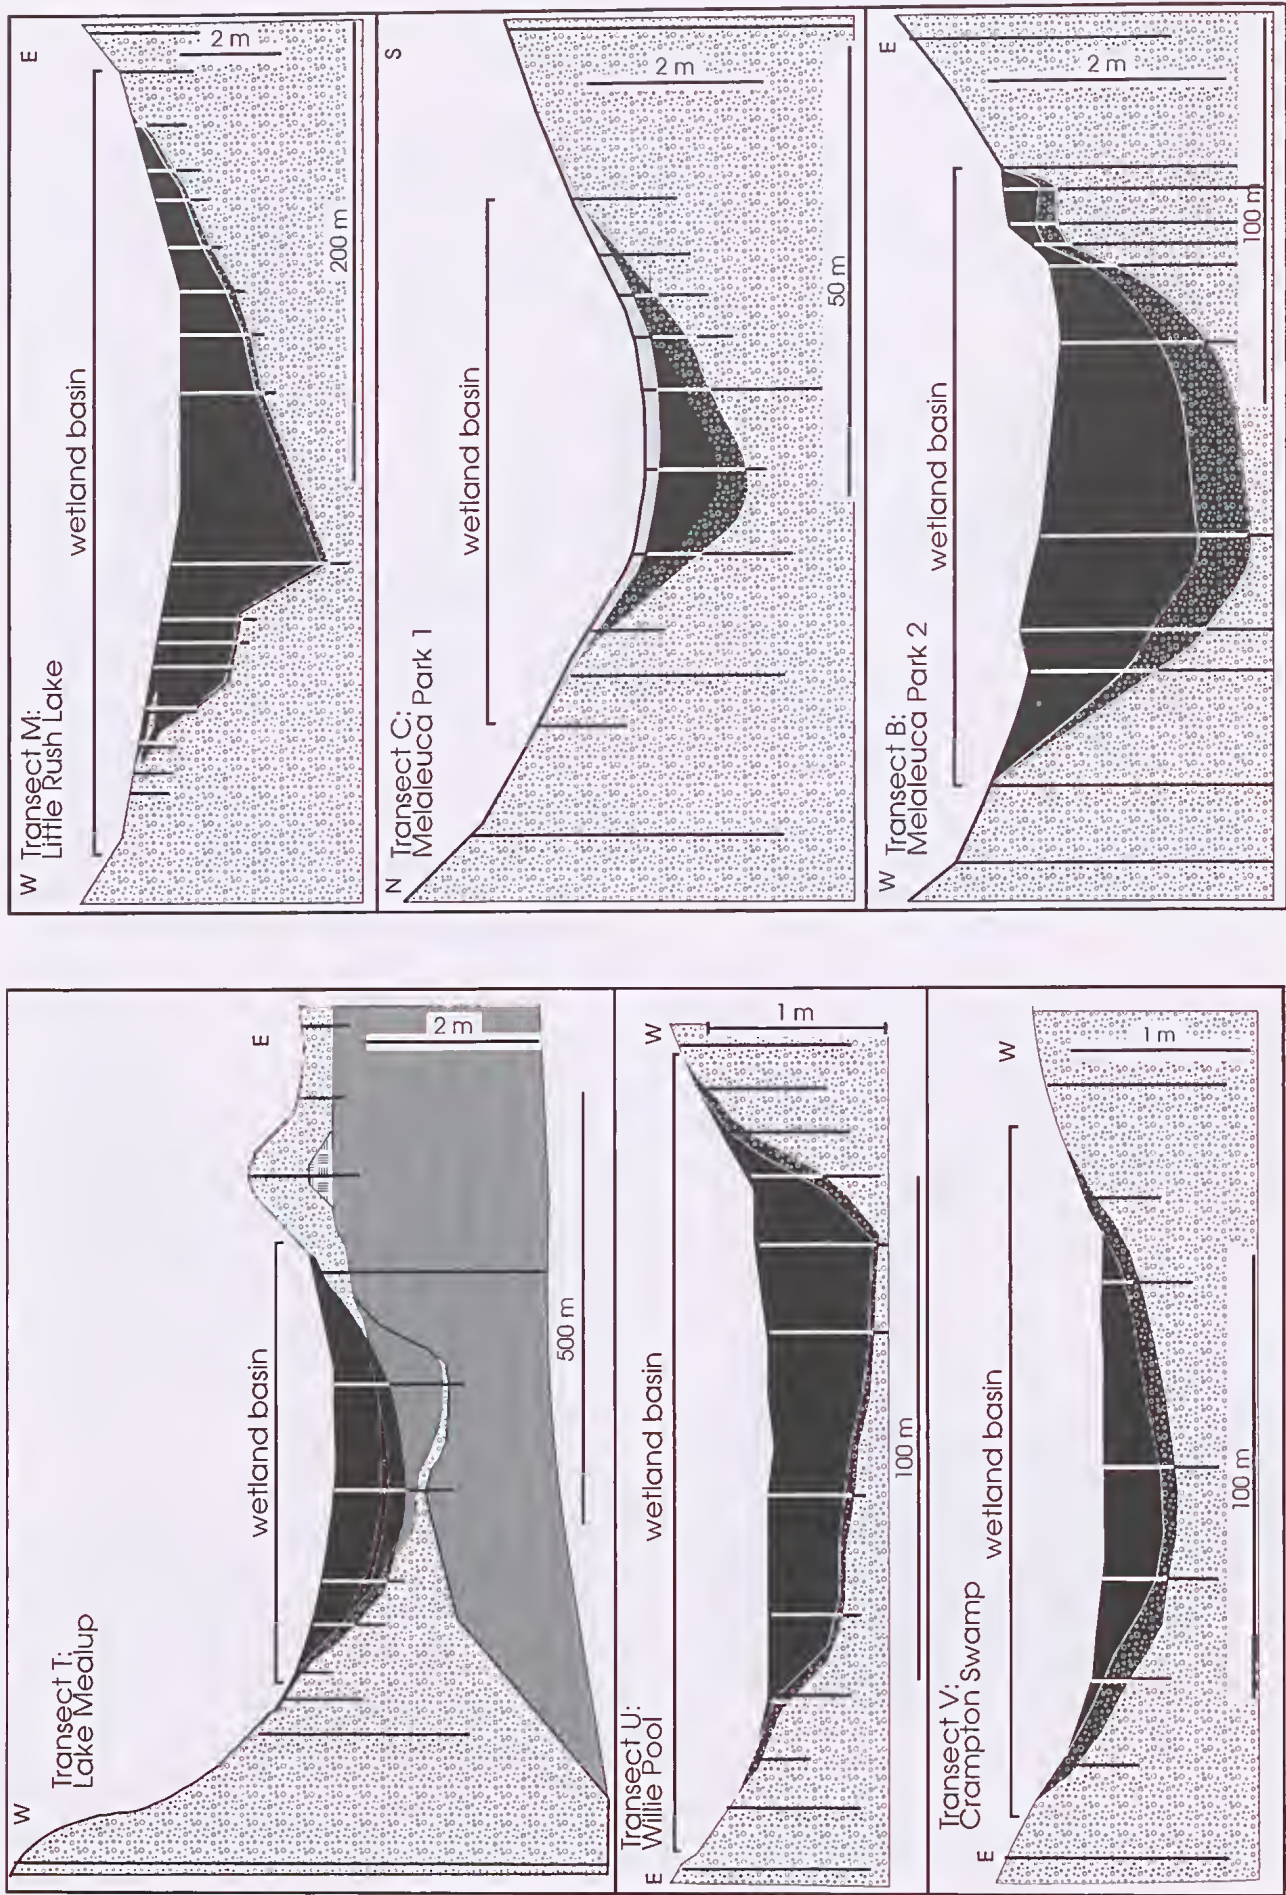 W
Transect M:
Little Rush Lake
wetland basin
E
2 m
200 m
N
Transect C:
Melaleuca Park 1
wetland basin
S
2 m
50 m
W
Transect B:
Melaleuca Park 2
wetland basin
E
2 m
100 m
W
Transect T:
Lake Mealup
wetland basin
E
2 m
500 m
E
Transect U:
Willie Pool
wetland basin
W
1 m
100 m
E
Transect V:
Crampton Swamp
wetland basin
W
1 m
100 m